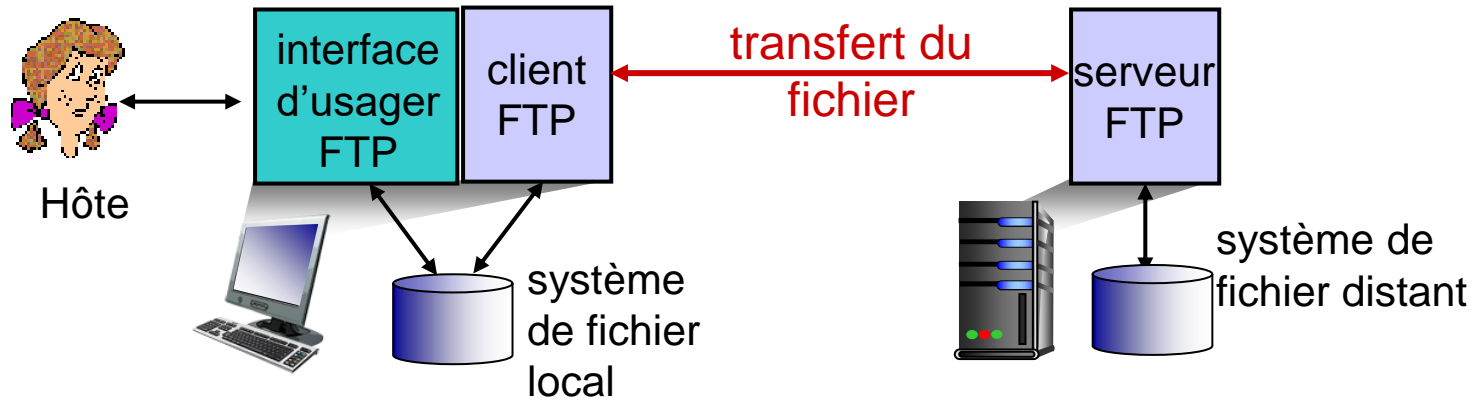 interface
d’usager
FTP
client
FTP
transfert du
fichier
serveur
FTP
Hôte
système
de fichier
local
système de
fichier distant